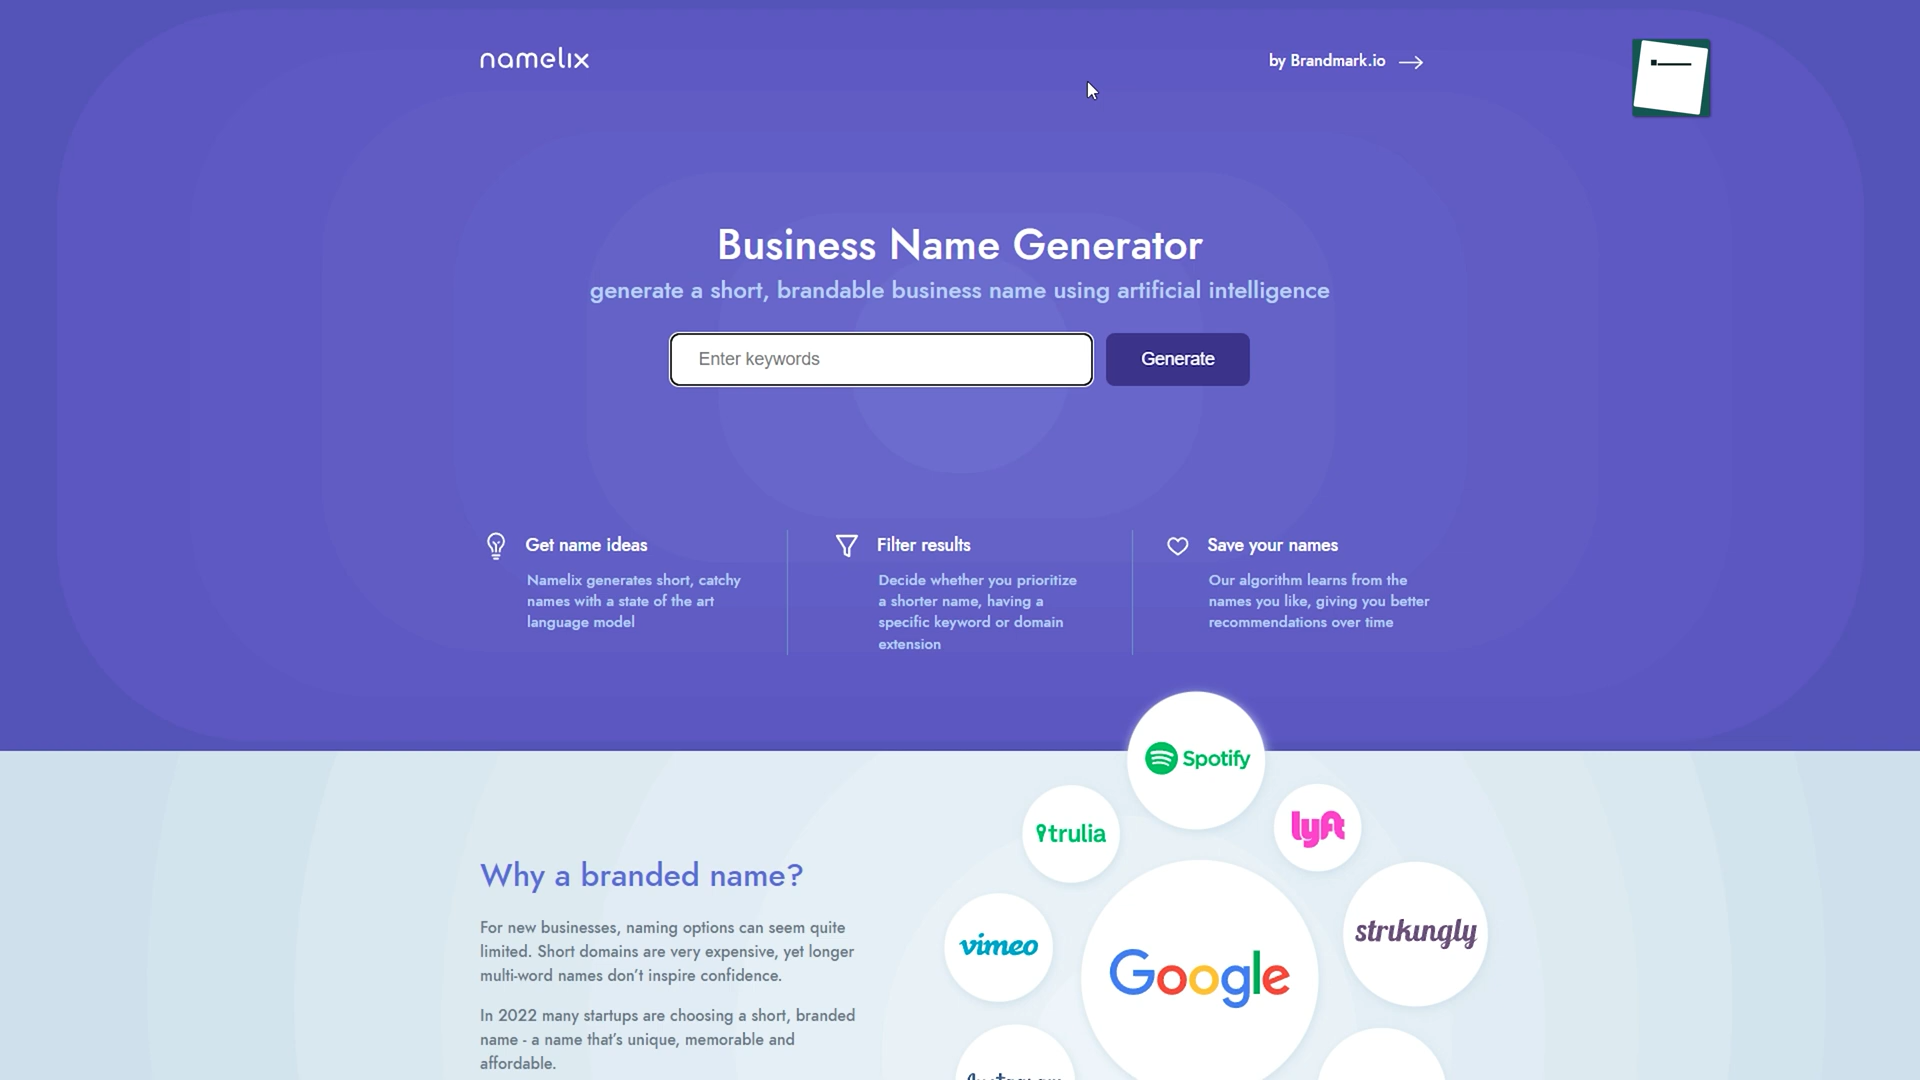 namelix
by Brandmark.io
Business Name Generator
generate a short, brandable business name using artificial intelligence
Enter keywords
Generate
Get name ideas
Namelix generates short, catchy
names with a state of the art
language model
Filter results
Decide whether you prioritize
a shorter name, having a
specific keyword or domain
extension
Save your names
Our algorithm learns from the
names you like, giving you better
recommendations over time
Spotify
trulia
lyft
Why a branded name?
For new businesses, naming options can seem quite
limited. Short domains are very expensive, yet longer
multi-word names don't inspire confidence.
In 2022 many startups are choosing a short, branded
name - a name that's unique, memorable and
affordable.
vimeo
Google
strikingly